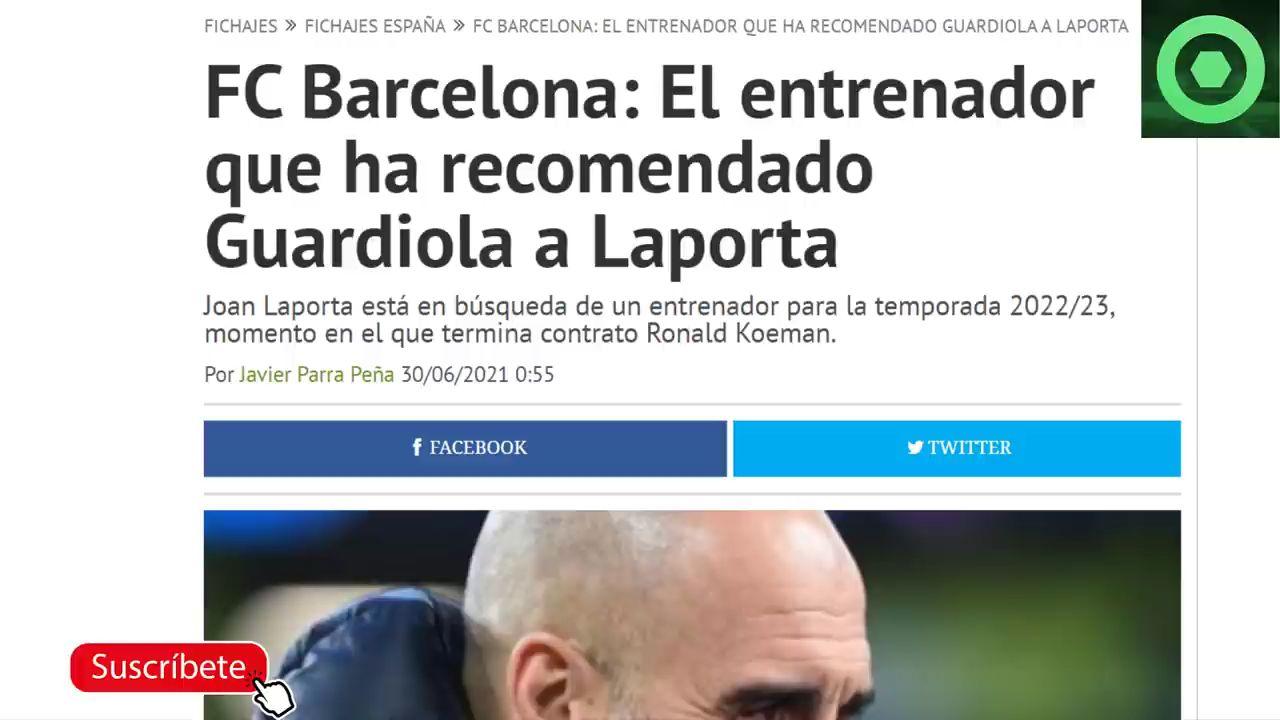 FICHAJES » FICHAJES ESPAÑA » FC BARCELONA: EL ENTRENADOR QUE HA RECOMENDADO GUARDIOLA A LAPORTA
FC Barcelona: El entrenador
que ha recomendado
Guardiola a Laporta
Joan Laporta está en búsqueda de un entrenador para la temporada 2022/23,
momento en el que termina contrato Ronald Koeman.
Por Javier Parra Peña 30/06/2021 0:55
FACEBOOK
TWITTER
Suscríbete